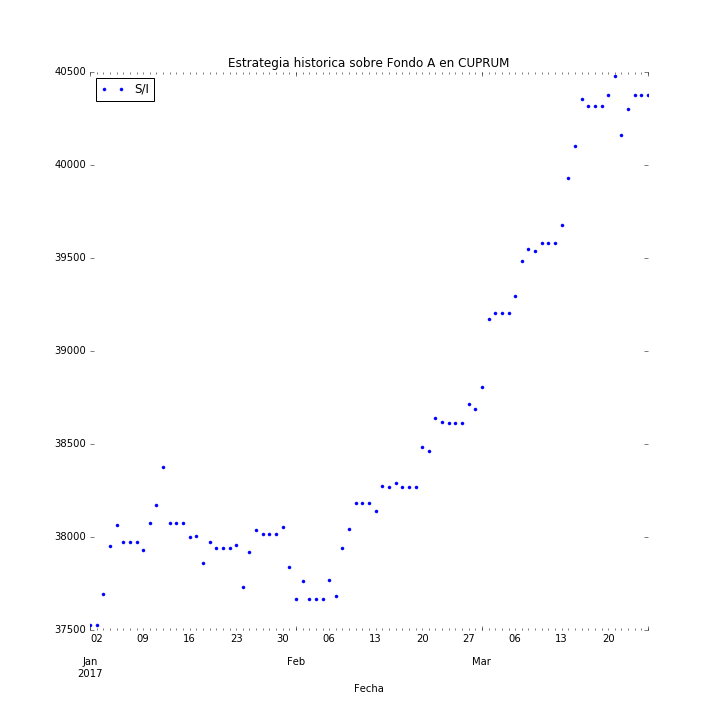 Estrategia historica sobre Fondo A en CUPRUM
S/I
40500
40000
39500
39000
38500
38000
37500
02 09 16 23 30 06 13 20 27 06 13 20
Jan Feb Mar
2017
Fecha